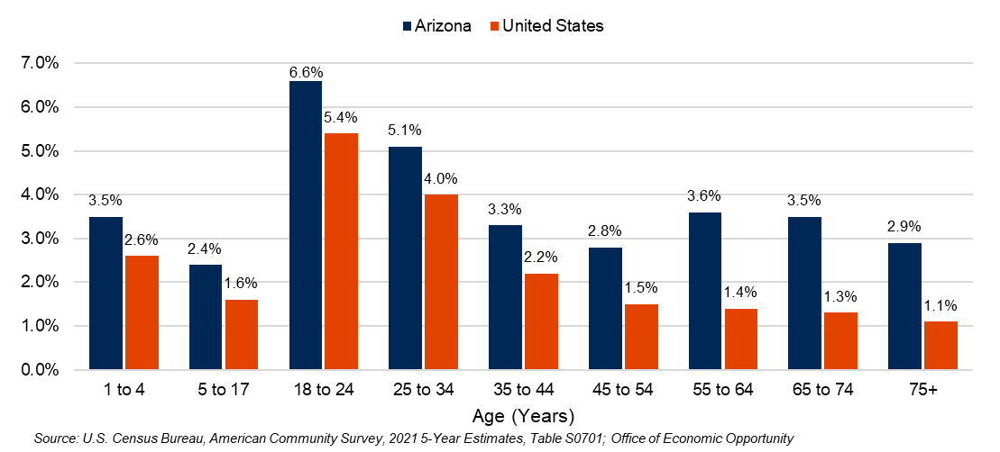 Arizona United States
7.0%
6.0%
5.0%
4.0%
3.0%
2.0%
1.0%
0.0%
3.5% 2.6% 2.4% 1.6% 6.6% 5.4% 5.1% 4.0% 3.3% 2.2% 2.8% 1.5% 3.6% 1.4% 3.5% 1.3% 2.9% 1.1%
1 to 4 5 to 17 18 to 24 25 to 34 35 to 44 45 to 54 55 to 64 65 to 74 75+
Age (Years)
Source: U.S. Census Bureau, American Community Survey, 2021 5-Year Estimates, Table S0701; Office of Economic Opportunity